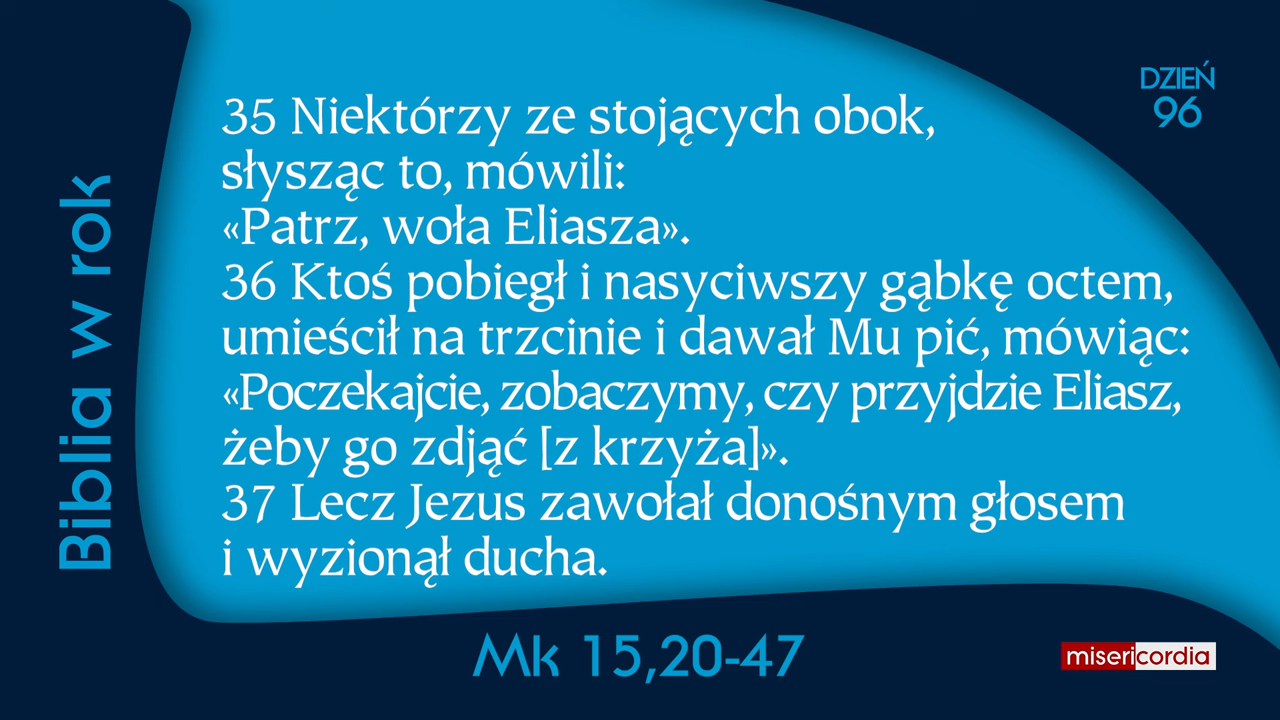 DZIEŃ
96
Biblia w rok
35 Niektórzy ze stojących obok,
słysząc to, mówili:
«Patrz, woła Eliasza».
36 Ktoś pobiegł i nasyciwszy gąbkę octem,
umieścił na trzcinie i dawał Mu pić, mówiąc:
«Poczekajcie, zobaczymy, czy przyjdzie Eliasz,
żeby go zdjąć [z krzyża]».
37 Lecz Jezus zawołał donośnym głosem
i wyzionął ducha.
Mk 15,20-47
misericordia